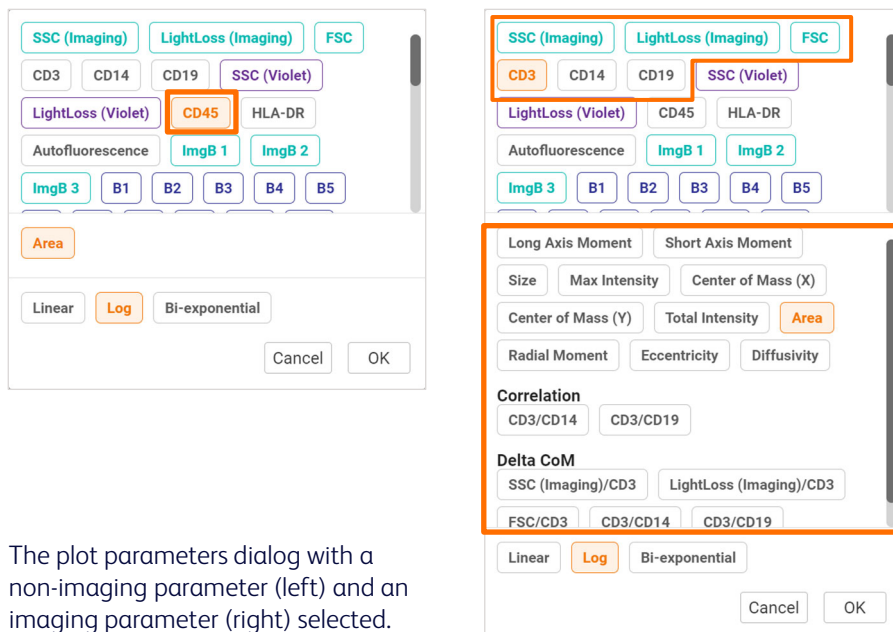 SSC (Imaging) LightLoss (Imaging) FSC
CD3 CD14 CD19 SSC (Violet)
LightLoss (Violet) CD45 HLA-DR
Autofluorescence ImgB 1 ImgB 2
ImgB 3 B1 B2 B3 B4 B5
Area
Linear Log Bi-exponential
Cancel OK
The plot parameters dialog with a
non-imaging parameter (left) and an
imaging parameter (right) selected.
SSC (Imaging) LightLoss (Imaging) FSC
CD3 CD14 CD19 SSC (Violet)
LightLoss (Violet) CD45 HLA-DR
Autofluorescence ImgB 1 ImgB 2
ImgB 3 B1 B2 B3 B4 B5
Long Axis Moment Short Axis Moment
Size Max Intensity Center of Mass (X)
Center of Mass (Y) Total Intensity Area
Radial Moment Eccentricity Diffusivity
Correlation
CD3/CD14 CD3/CD19
Delta CoM
SSC (Imaging)/CD3 LightLoss (Imaging)/CD3
FSC/CD3 CD3/CD14 CD3/CD19
Linear Log Bi-exponential
Cancel OK